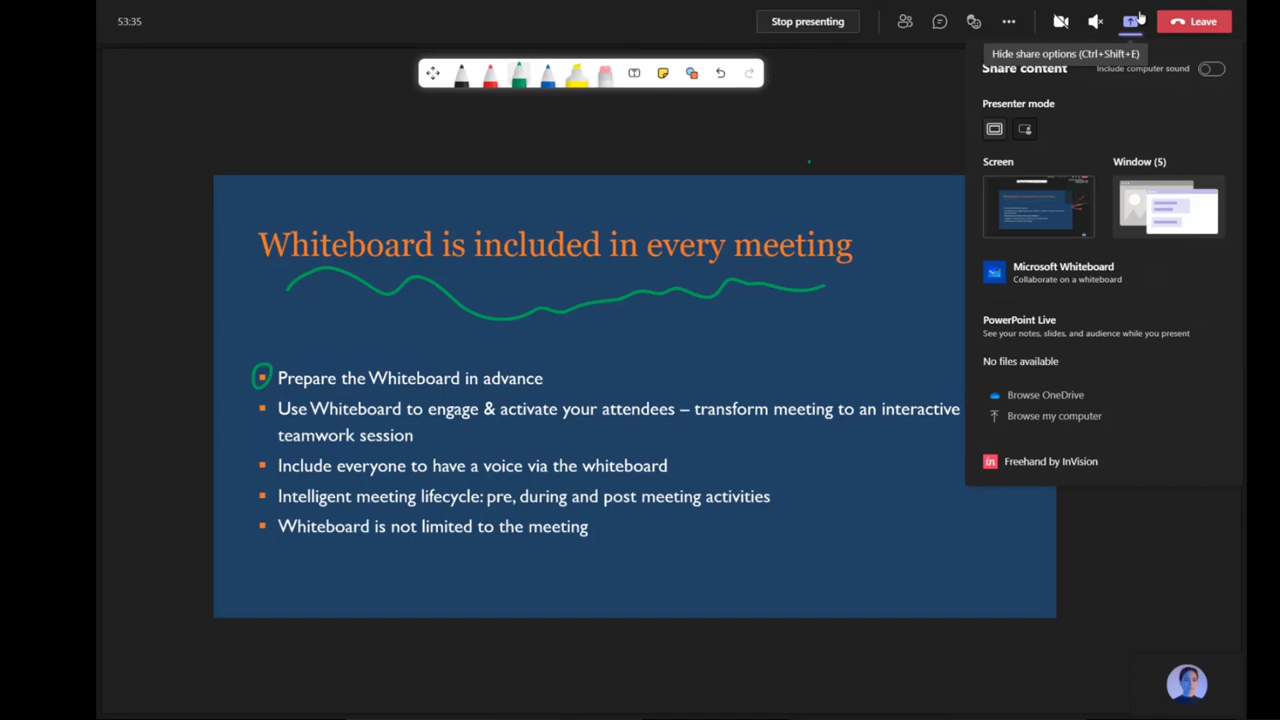 53:35
Stop presenting
Leave
Hide share options (Ctrl+Shift+E)
Share content
Include computer sound
Presenter mode
Screen
Window (5)
Microsoft Whiteboard
Collaborate on a whiteboard
PowerPoint Live
See your notes, slides, and audience while you present
No files available
Browse OneDrive
Browse my computer
in Freehand by InVision
Whiteboard is included in every meeting
Prepare the Whiteboard in advance
Use Whiteboard to engage & activate your attendees – transform meeting to an interactive
teamwork session
Include everyone to have a voice via the whiteboard
Intelligent meeting lifecycle: pre, during and post meeting activities
Whiteboard is not limited to the meeting